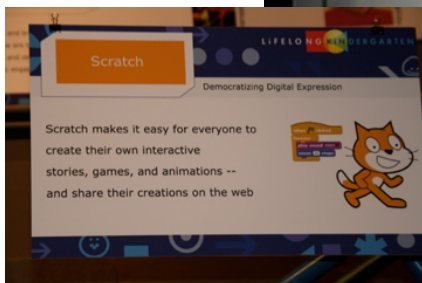 LIFELONG KINDERGARTEN
Scratch
Democratizing Digital Expression
Scratch makes it easy for everyone to
create their own interactive
stories, games, and animations --
and share their creations on the web